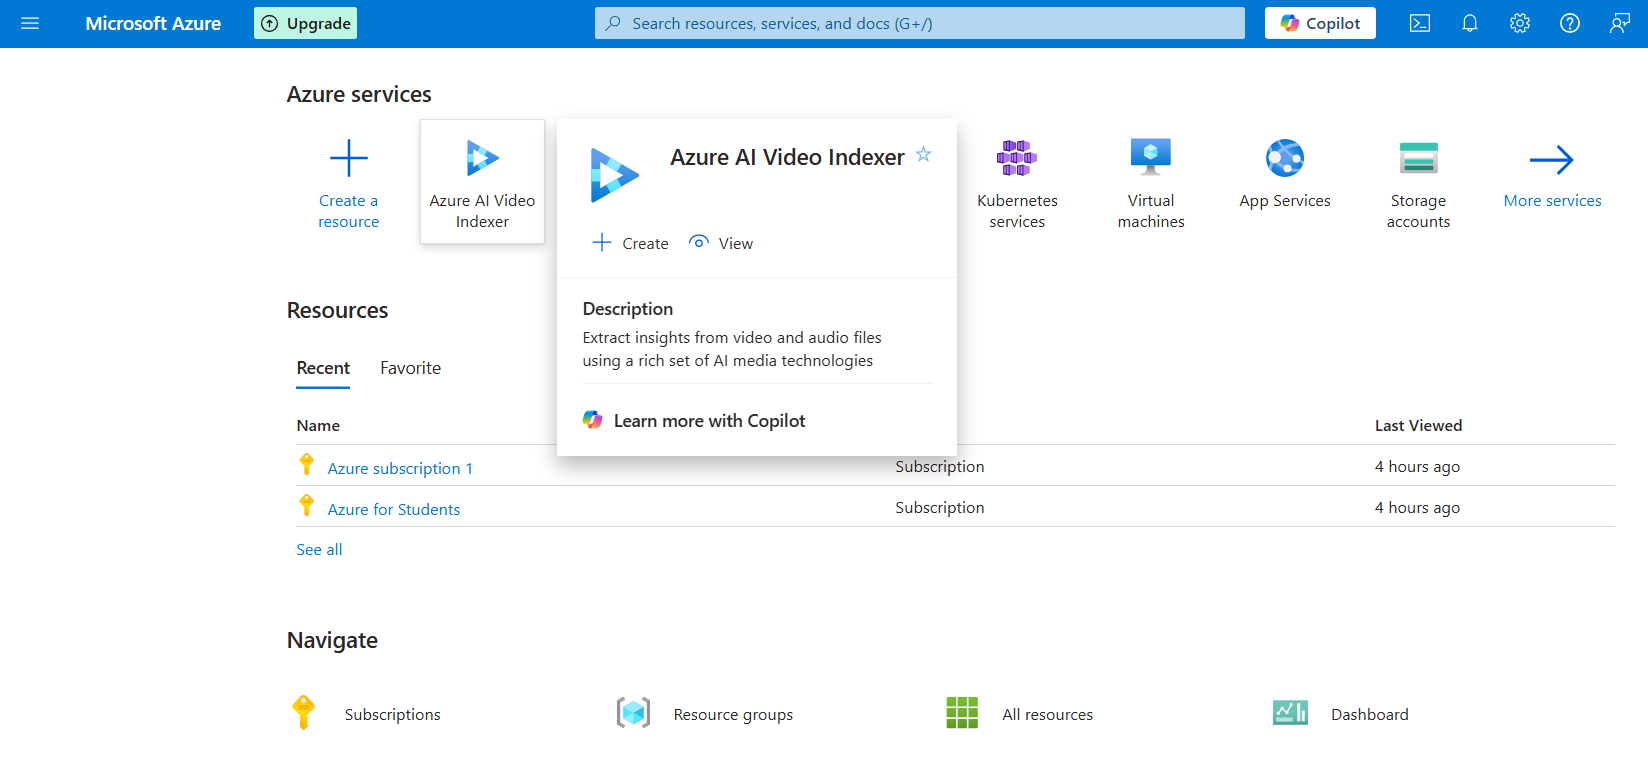 Microsoft Azure
Upgrade
Search resources, services, and docs (G+/)
Copilot
Azure services
Create a
resource
Azure AI Video
Indexer
Azure AI Video Indexer
Create
View
Description
Extract insights from video and audio files
using a rich set of AI media technologies
Learn more with Copilot
Kubernetes
services
Virtual
machines
App Services
Storage
accounts
More services
Resources
Recent
Favorite
Name
Last Viewed
Azure subscription 1
Subscription
4 hours ago
Azure for Students
Subscription
4 hours ago
See all
Navigate
Subscriptions
Resource groups
All resources
Dashboard